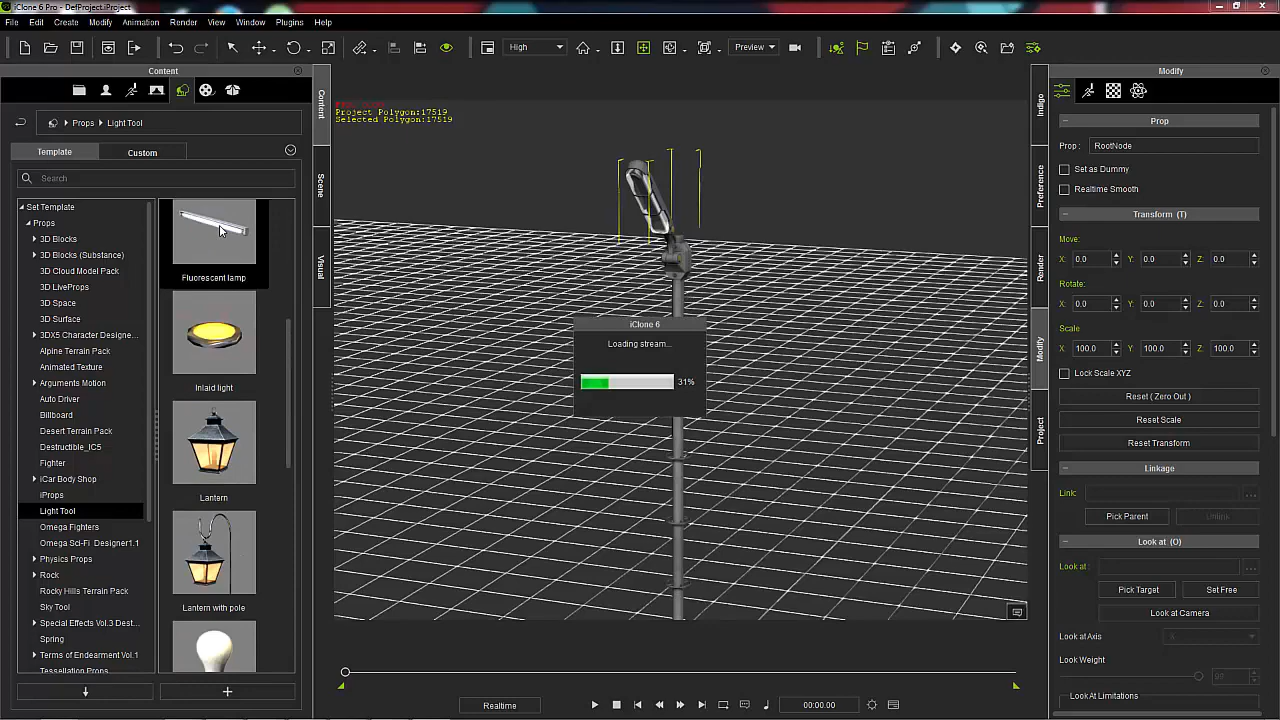 iClone 6 Pro - DefProject.iProject
File Edit Create Modify Animation Render View Window Plugins Help
High
Preview
Content
Props Light Tool
Template Custom
Search
Set Template
Props
3D Blocks
3D Blocks (Substance)
3D Cloud Model Pack
3D LiveProps
3D Space
3D Surface
3DX5 Character Designe...
Alpine Terrain Pack
Animated Texture
Arguments Motion
Auto Driver
Billboard
Desert Terrain Pack
Destructible_IC5
Fighter
iCar Body Shop
iProps
Light Tool
Omega Fighters
Omega Sci-Fi Designer1.1
Physics Props
Rock
Rocky Hills Terrain Pack
Sky Tool
Special Effects Vol.3 Dest...
Spring
Terms of Endearment Vol.1
Tessellation Props
Fluorescent lamp
Inlaid light
Lantern
Lantern with pole
Content
Scene
Visual
Project Polygon:17519
Selected Polygon:17519
iClone 6
Loading stream...
31%
Realtime
00:00.00
Indigo
Preference
Render
Modify
Project
Modify
Prop
Prop : RootNode
Set as Dummy
Realtime Smooth
Transform (T)
Move:
X: 0.0 Y: 0.0 Z: 0.0
Rotate:
X: 0.0 Y: 0.0 Z: 0.0
Scale
X: 100.0 Y: 100.0 Z: 100.0
Lock Scale XYZ
Reset ( Zero Out )
Reset Scale
Reset Transform
Linkage
Link:
Pick Parent Unlink
Look at (O)
Look at :
Pick Target Set Free
Look at Camera
Look at Axis
Look Weight
Look At Limitations